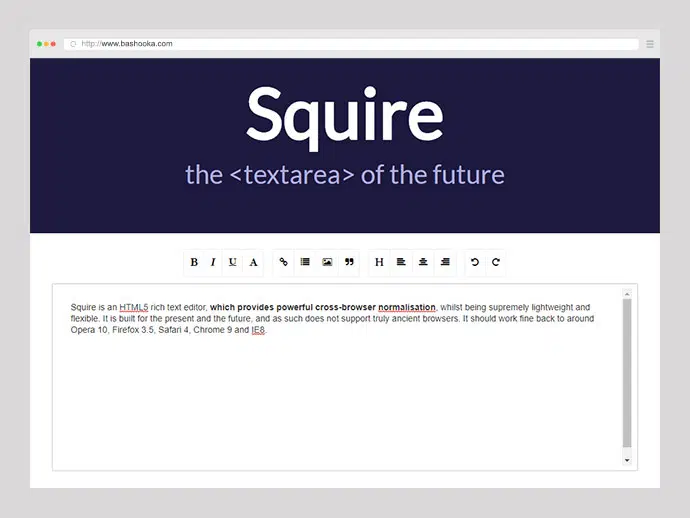 http://www.bashooka.com
Squire
the <textarea> of the future
B I U A H
Squire is an HTML5 rich text editor, which provides powerful cross-browser normalisation, whilst being supremely lightweight and
flexible. It is built for the present and the future, and as such does not support truly ancient browsers. It should work fine back to around
Opera 10, Firefox 3.5, Safari 4, Chrome 9 and IE8.